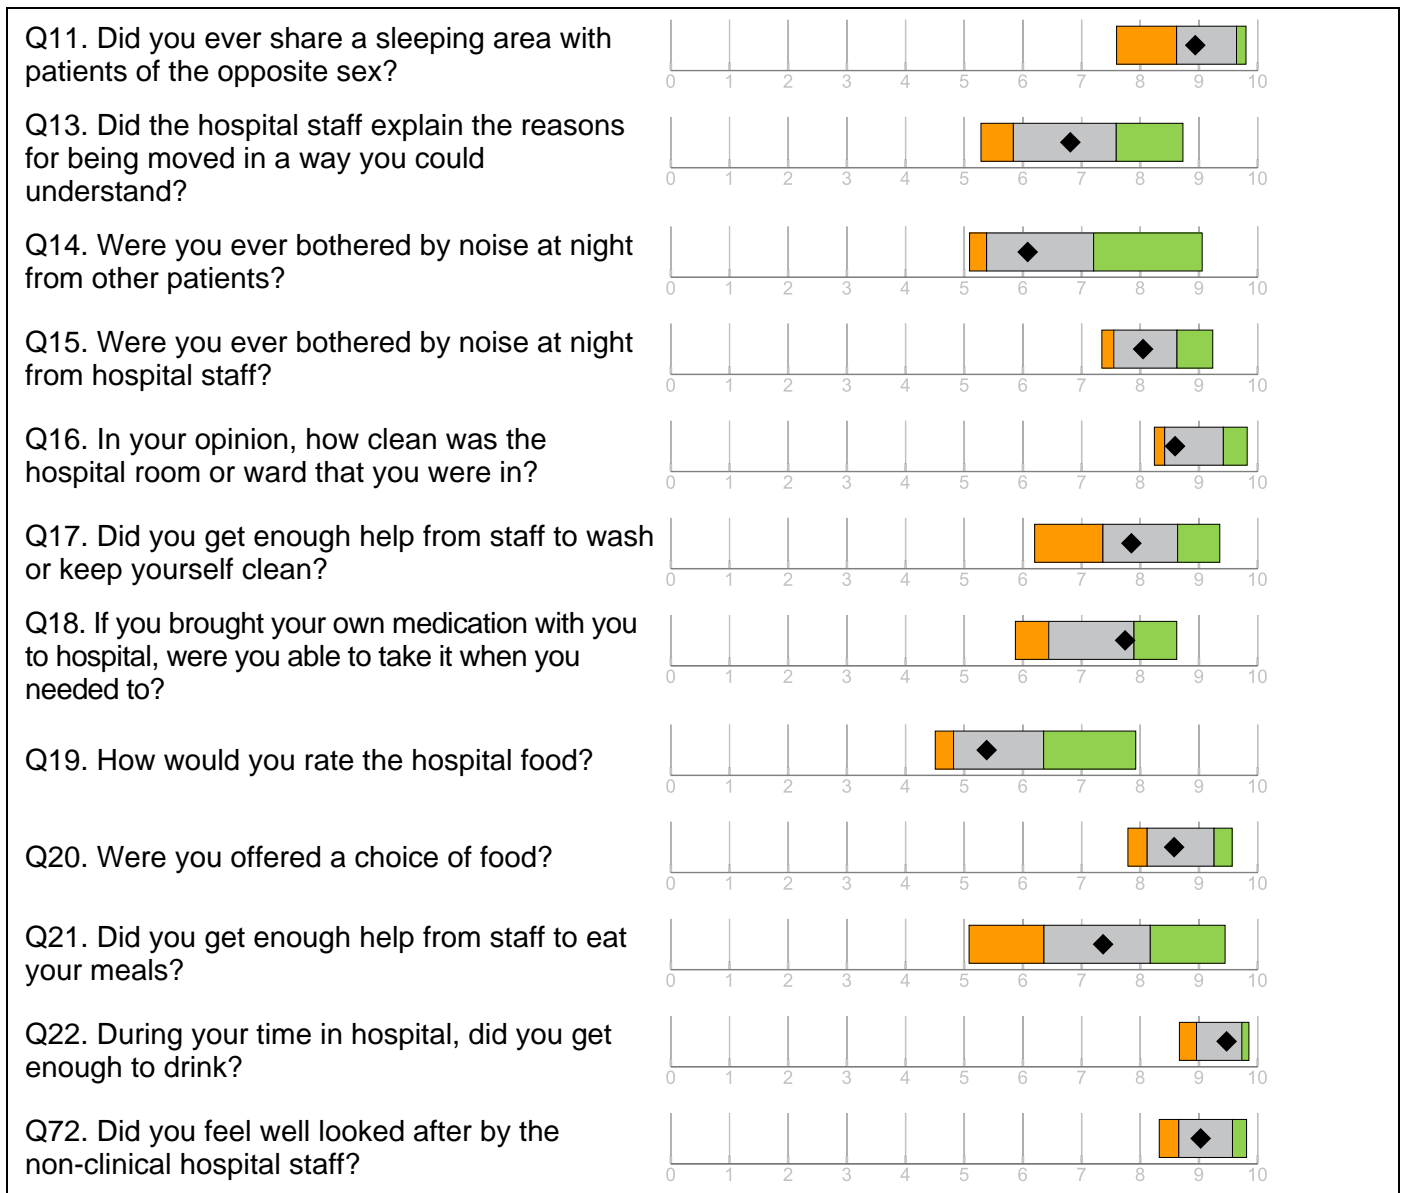 Q11. Did you ever share a sleeping area with
patients of the opposite sex?
0 1 2 3 4 5 6 7 8 9 10
Q13. Did the hospital staff explain the reasons
for being moved in a way you could
understand?
0 1 2 3 4 5 6 7 8 9 10
Q14. Were you ever bothered by noise at night
from other patients?
0 1 2 3 4 5 6 7 8 9 10
Q15. Were you ever bothered by noise at night
from hospital staff?
0 1 2 3 4 5 6 7 8 9 10
Q16. In your opinion, how clean was the
hospital room or ward that you were in?
0 1 2 3 4 5 6 7 8 9 10
Q17. Did you get enough help from staff to wash
or keep yourself clean?
0 1 2 3 4 5 6 7 8 9 10
Q18. If you brought your own medication with you
to hospital, were you able to take it when you
needed to?
0 1 2 3 4 5 6 7 8 9 10
Q19. How would you rate the hospital food?
0 1 2 3 4 5 6 7 8 9 10
Q20. Were you offered a choice of food?
0 1 2 3 4 5 6 7 8 9 10
Q21. Did you get enough help from staff to eat
your meals?
0 1 2 3 4 5 6 7 8 9 10
Q22. During your time in hospital, did you get
enough to drink?
0 1 2 3 4 5 6 7 8 9 10
Q72. Did you feel well looked after by the
non-clinical hospital staff?
0 1 2 3 4 5 6 7 8 9 10